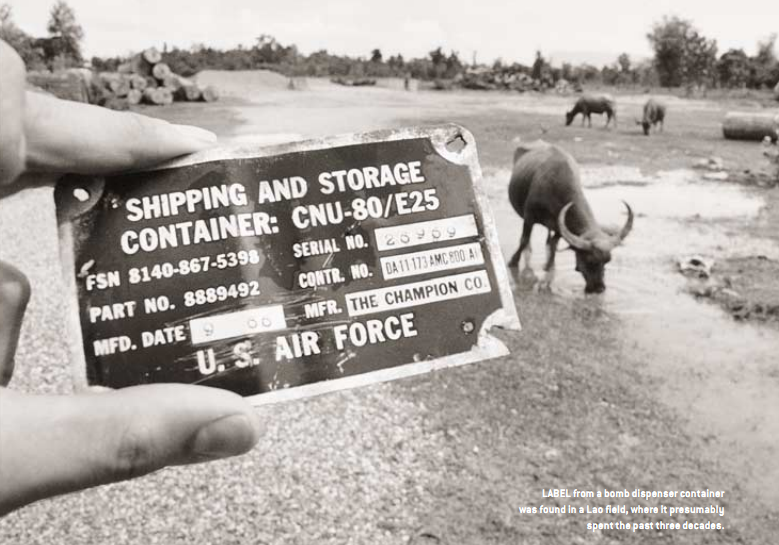 SHIPPING AND STORAGE
CONTAINER: CNU-80/E25
FSN 8140-867-5398
SERIAL NO. 26969
PART NO. 8889492
CONTR. NO. DA11 173 AMC 800 A
MFD. DATE 9 66
MFR. THE CHAMPION CO.
U. S. AIR FORCE
LABEL from a bomb dispenser container
was found in a Lao field, where it presumably
spent the past three decades.